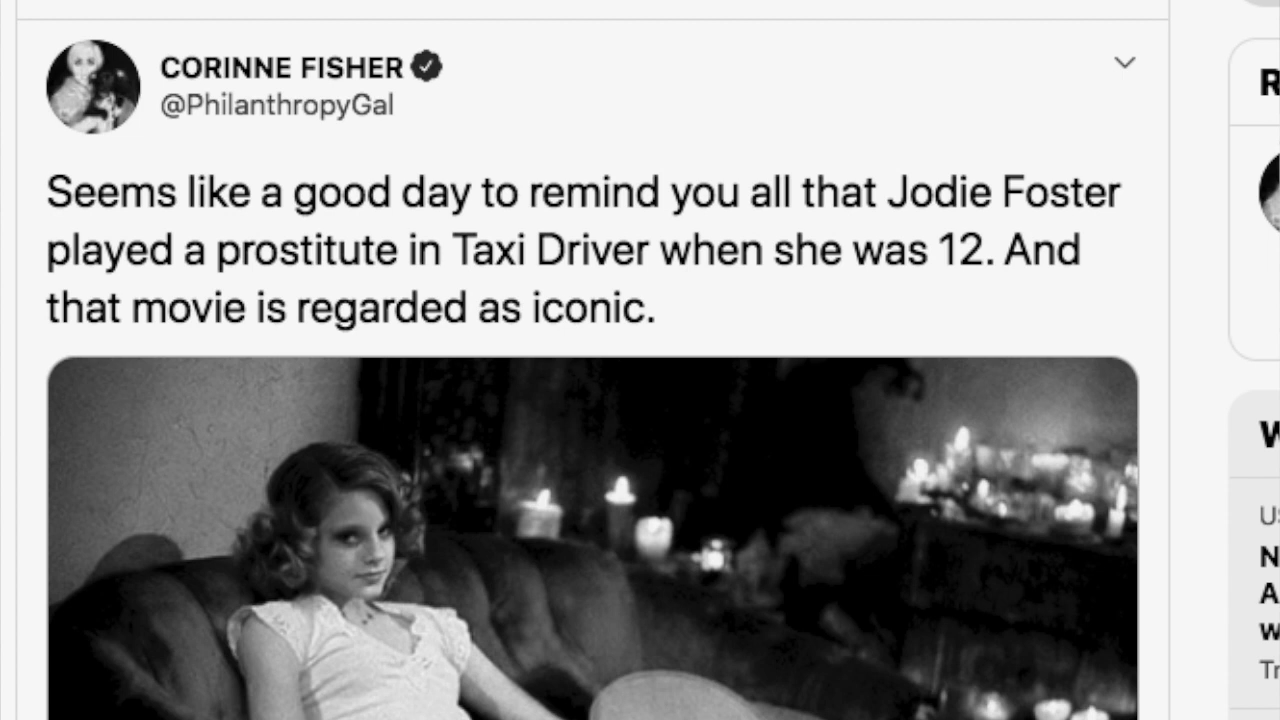 CORINNE FISHER
@PhilanthropyGal
Seems like a good day to remind you all that Jodie Foster
played a prostitute in Taxi Driver when she was 12. And
that movie is regarded as iconic.